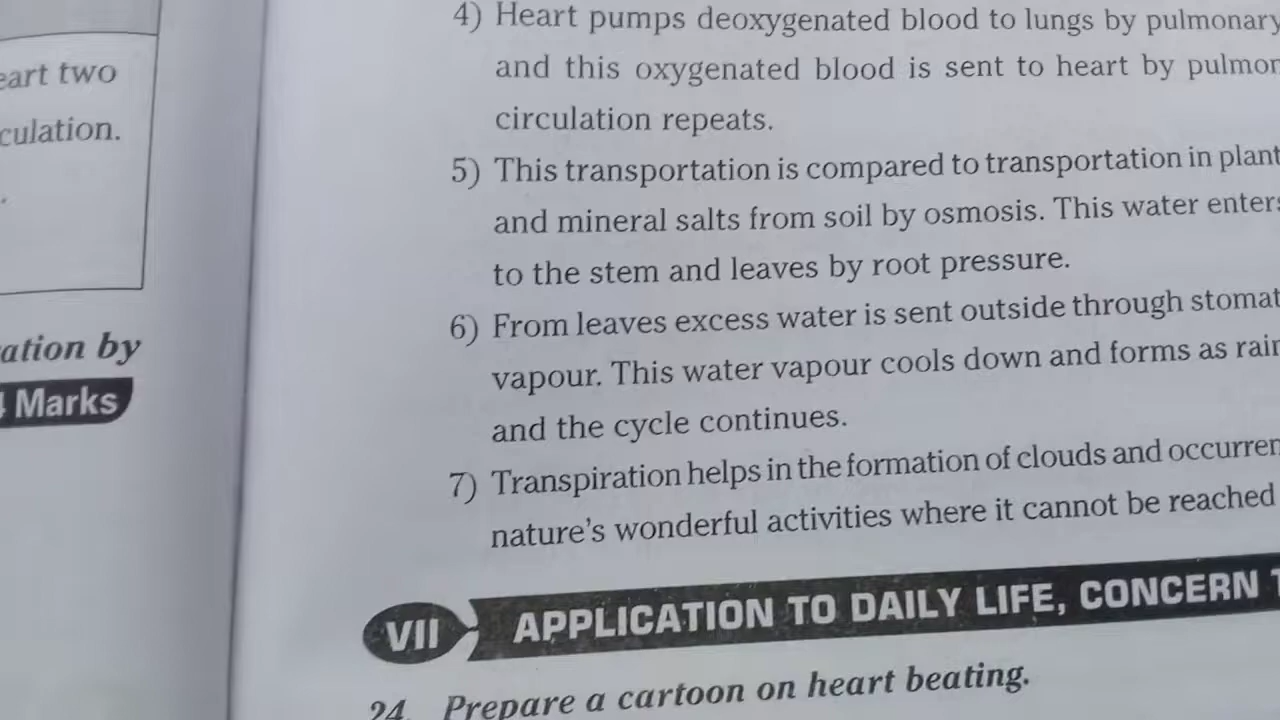 eart two
culation.
ation by
4 Marks
4) Heart pumps deoxygenated blood to lungs by pulmonary
and this oxygenated blood is sent to heart by pulmon
circulation repeats.
5) This transportation is compared to transportation in plant
and mineral salts from soil by osmosis. This water enters
to the stem and leaves by root pressure.
6) From leaves excess water is sent outside through stomat
vapour. This water vapour cools down and forms as rain
and the cycle continues.
7) Transpiration helps in the formation of clouds and occurren
nature's wonderful activities where it cannot be reached
VII APPLICATION TO DAILY LIFE, CONCERN T
24. Prepare a cartoon on heart beating.